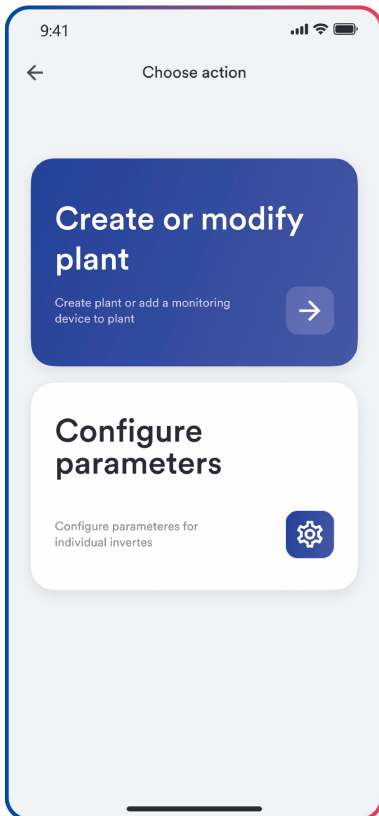 9:41
Choose action
Create or modify
plant
Create plant or add a monitoring
device to plant
Configure
parameters
Configure parameteres for
individual invertes